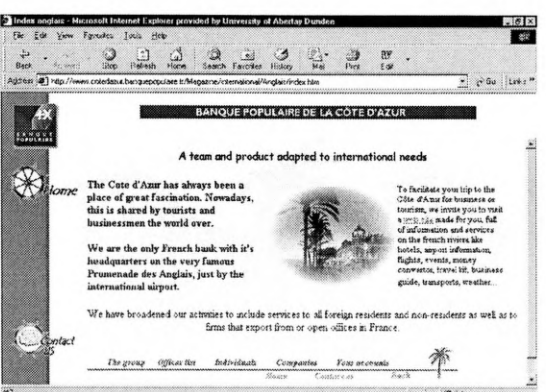 Index anglais - Microsoft Internet Explorer provided by University of Abertay Dundee
File Edit View Favorites Tools Help
Back Forward Stop Refresh Home Search Favorites History Mail Print Edit
Address http://www.cotedazur.banquepopulaire.fr/Magazine/international/Anglais/index.htm Go Links »
BANQUE POPULAIRE DE LA CÔTE D'AZUR
BANQUE
POPULAIRE
A team and product adapted to international needs
Home
The Cote d'Azur has always been a
place of great fascination. Nowadays,
this is shared by tourists and
businessmen the world over.
We are the only French bank with it's
headquarters on the very famous
Promenade des Anglais, just by the
international airport.
To facilitate your trip to the
Côte d'Azur for business or
tourism, we invite you to visit
a web site made for you, full
of information and services
on the french riviera like
hotels, airport information,
flights, events, money
convertor, travel kit, business
guide, transports, weather...
We have broadened our activities to include services to all foreign residents and non-residents as well as to
firms that export from or open offices in France.
Contact
us
The group Offices list Individuals Companies Your accounts
Home Contact us Back